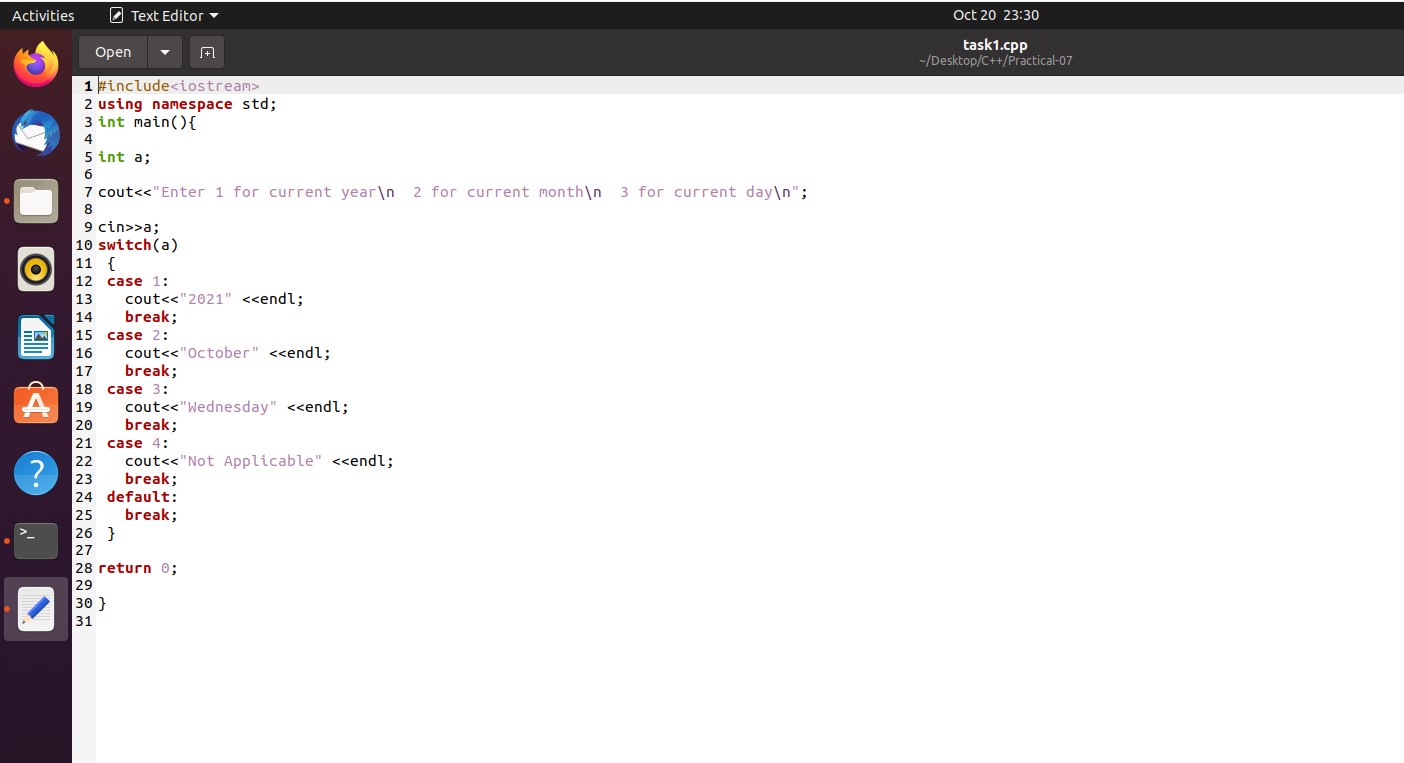 Activities Text Editor Oct 20 23:30
Open task1.cpp
~/Desktop/C++/Practical-07
1 #include<iostream>
2 using namespace std;
3 int main(){
4
5 int a;
6
7 cout<<"Enter 1 for current year\n  2 for current month\n  3 for current day\n";
8
9 cin>>a;
10 switch(a)
11  {
12  case 1:
13    cout<<"2021" <<endl;
14    break;
15  case 2:
16    cout<<"October" <<endl;
17    break;
18  case 3:
19    cout<<"Wednesday" <<endl;
20    break;
21  case 4:
22    cout<<"Not Applicable" <<endl;
23    break;
24  default:
25    break;
26  }
27
28 return 0;
29
30 }
31